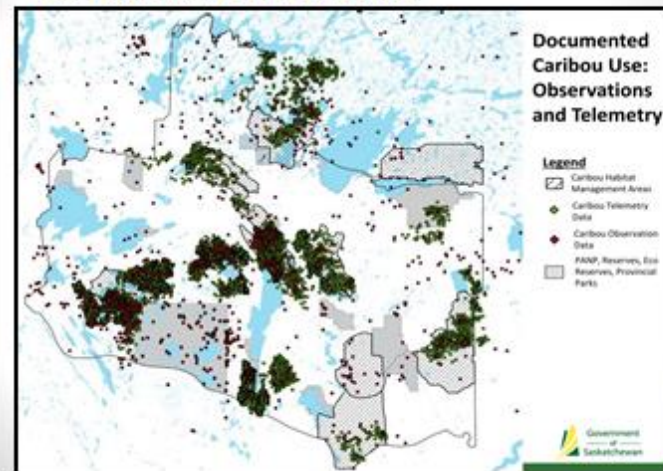 Documented
Caribou Use:
Observations
and Telemetry
Legend
Caribou Habitat
Management Areas
Caribou Telemetry
Data
Caribou Observation
Data
PANP, Reserves, Eco
Reserves, Provincial
Parks
Government
of
Saskatchewan